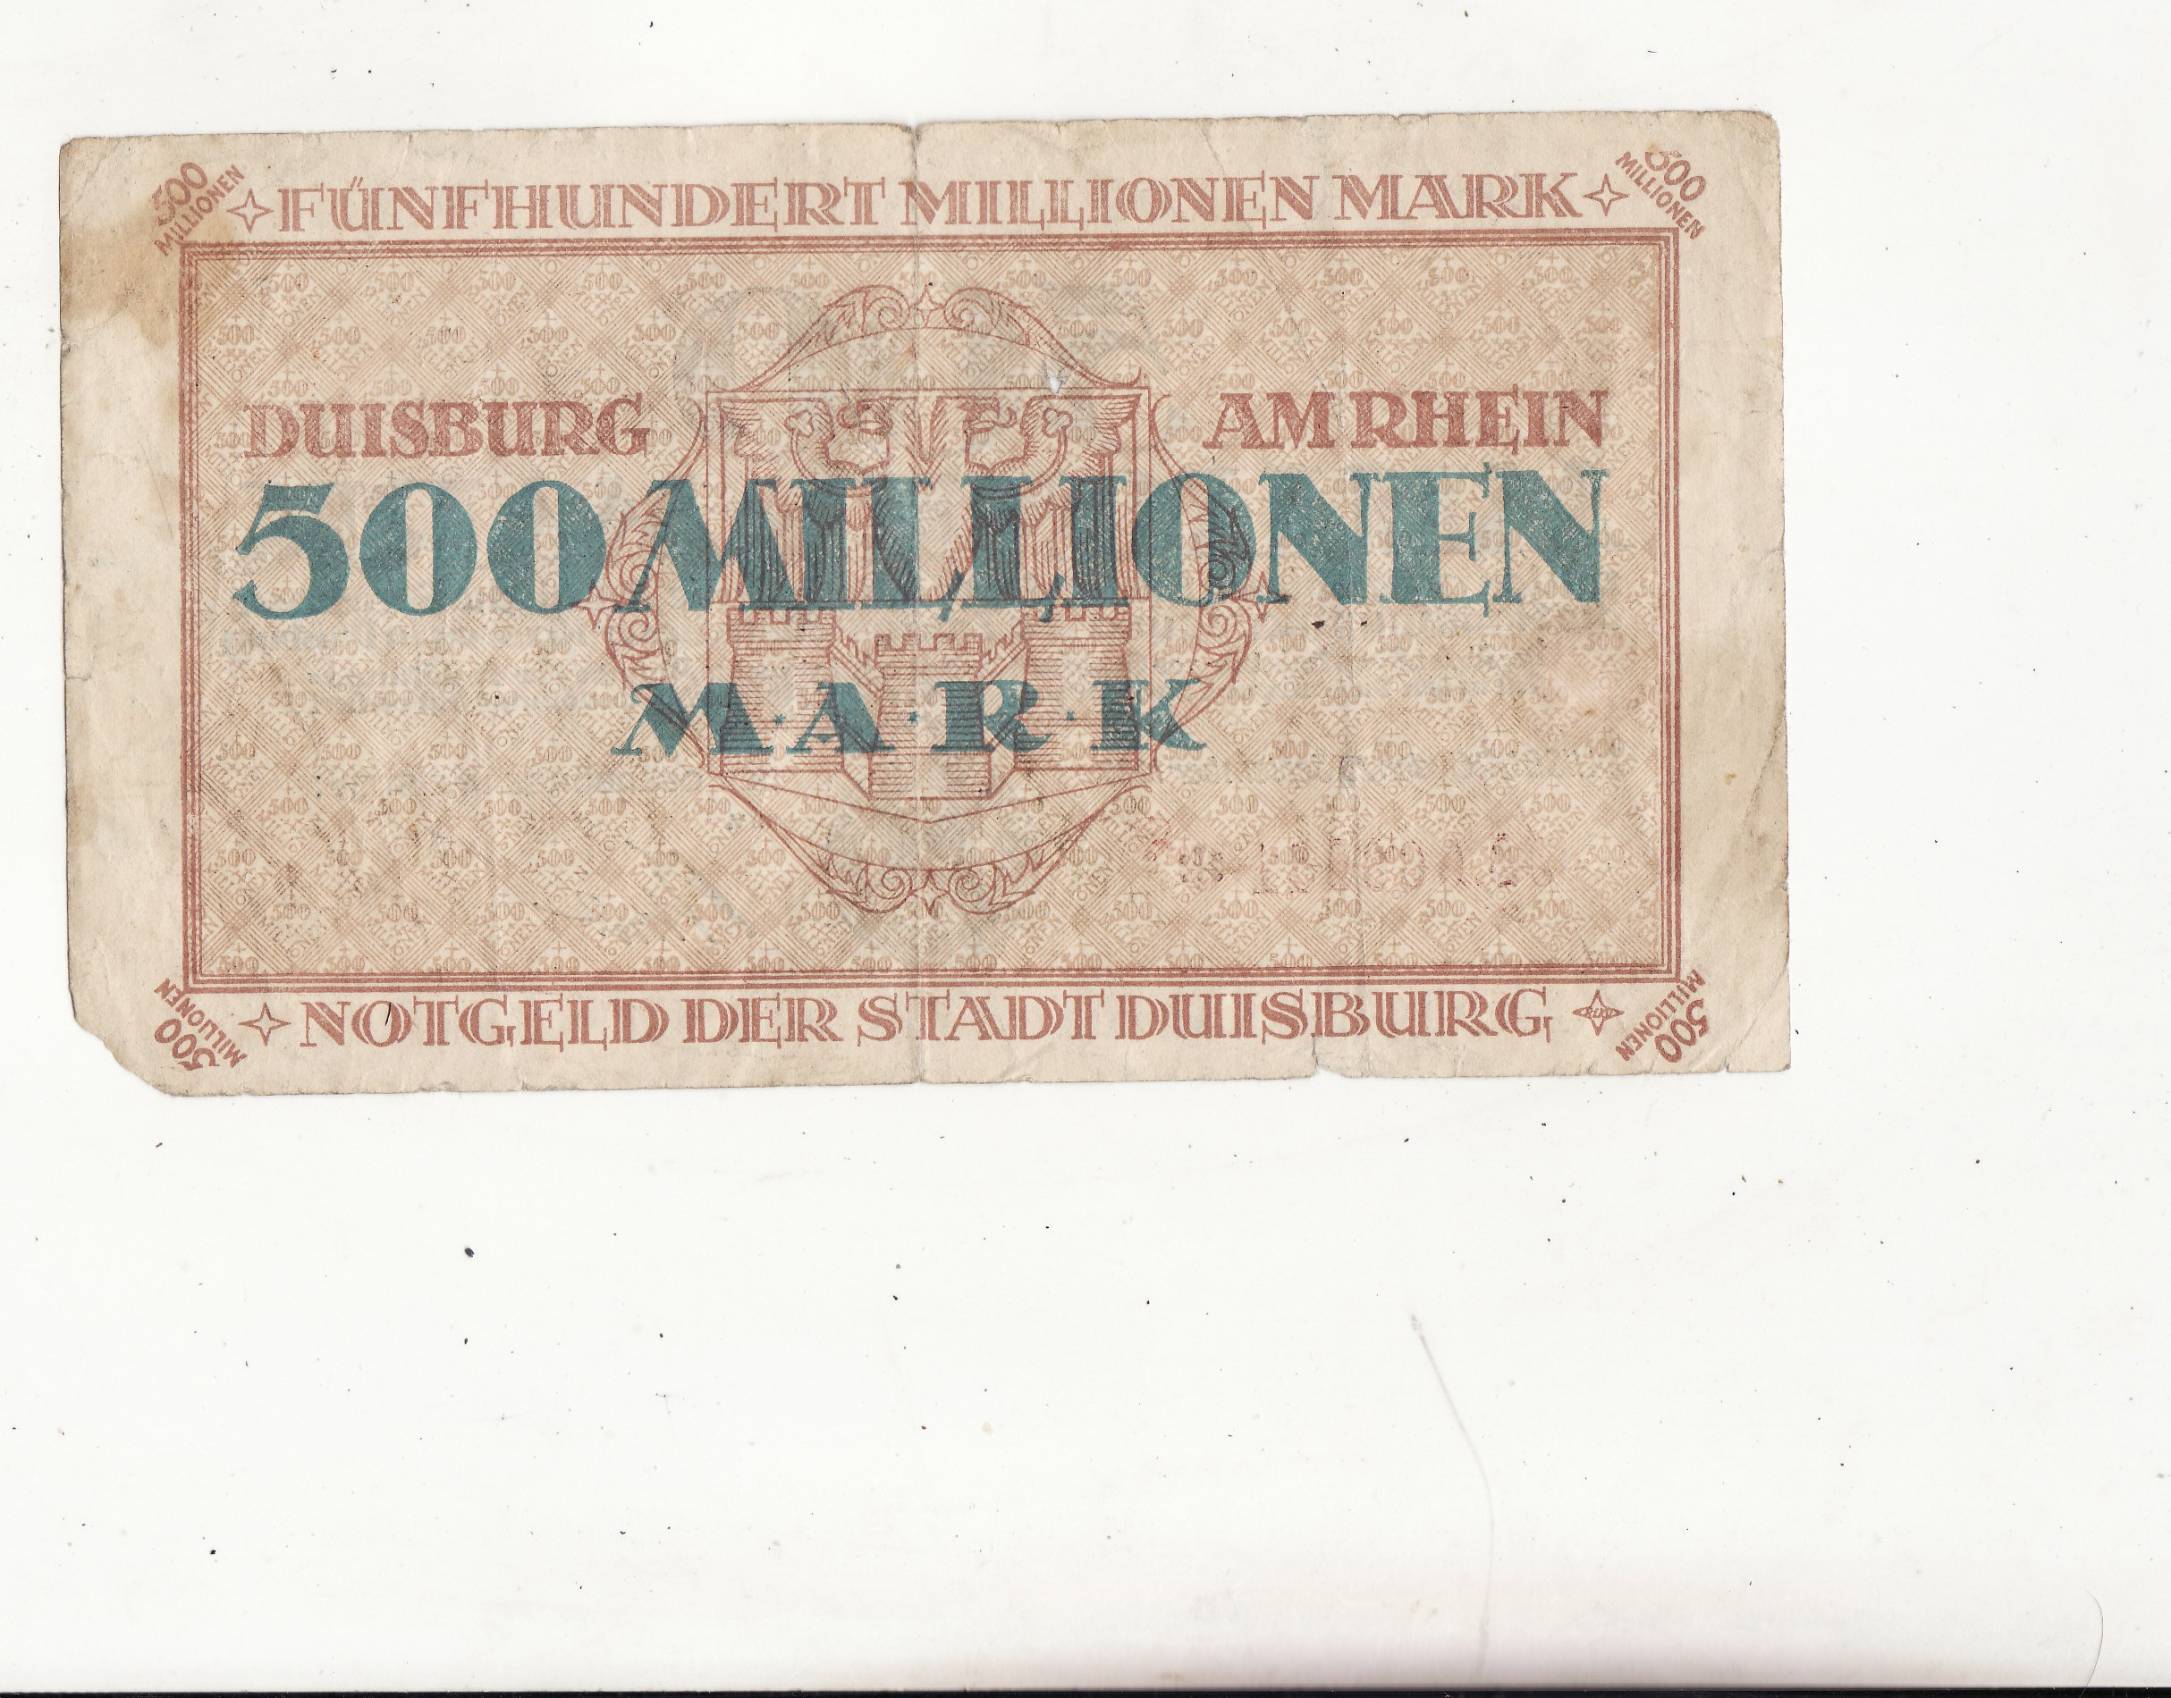 500 MILLIONEN
FÜNFHUNDERT MILLIONEN MARK
500 MILLIONEN
DUISBURG AM RHEIN
500 MILLIONEN
MARK
500 MILLIONEN
NOTGELD DER STADT DUISBURG
500 MILLIONEN